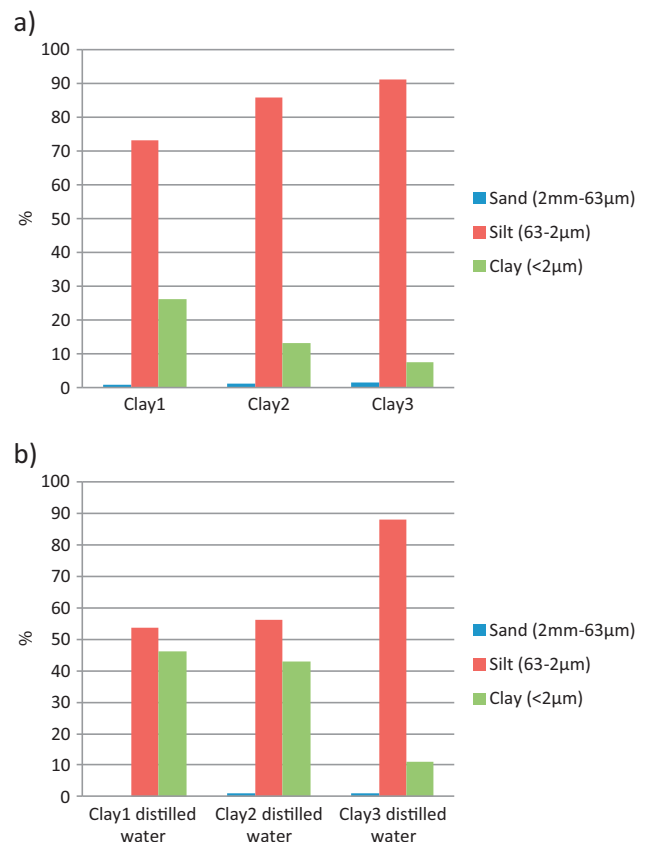 a)
100
90
80
70
60
50
40
30
20
10
0
%
Clay1 Clay2 Clay3
Sand (2mm-63µm)
Silt (63-2µm)
Clay (<2µm)
b)
100
90
80
70
60
50
40
30
20
10
0
%
Clay1 distilled water
Clay2 distilled water
Clay3 distilled water
Sand (2mm-63µm)
Silt (63-2µm)
Clay (<2µm)